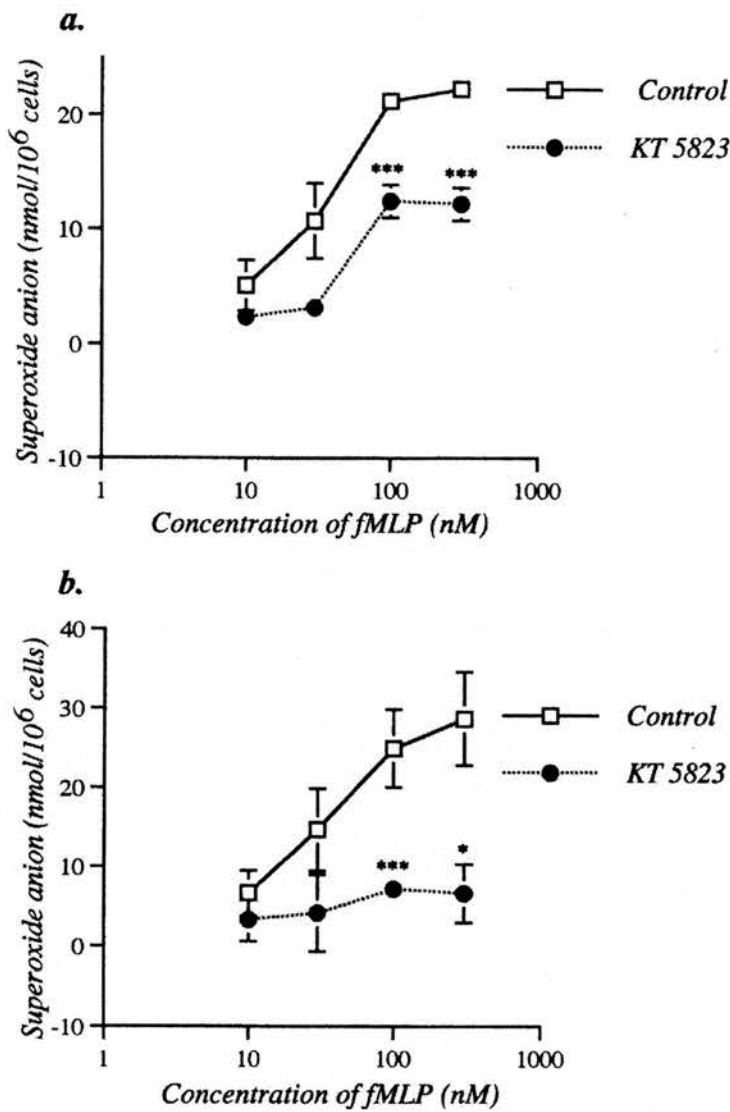 a.
Superoxide anion (nmol/10⁶ cells)
20
10
0
-10
1
10
100
1000
Concentration of fMLP (nM)
Control
KT 5823
***
***
b.
Superoxide anion (nmol/10⁶ cells)
40
30
20
10
0
-10
1
10
100
1000
Concentration of fMLP (nM)
Control
KT 5823
***
*